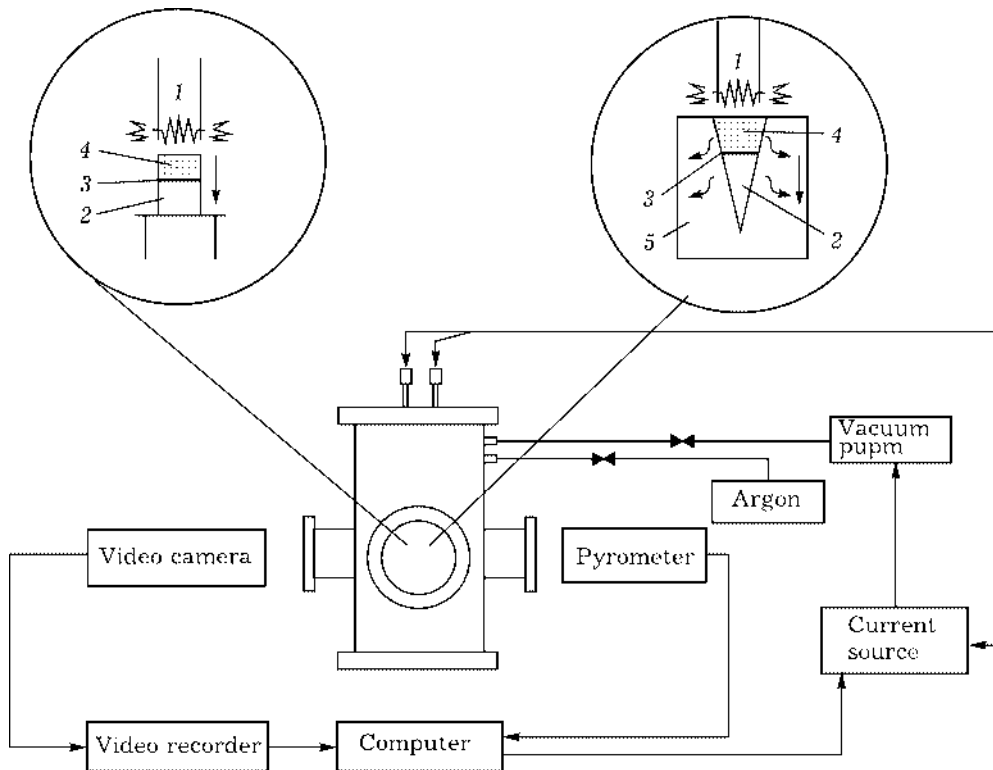 1
4
3
2
1
4
3
5
2
Vacuum
pupm
Argon
Video camera
Pyrometer
Current
source
Video recorder
Computer